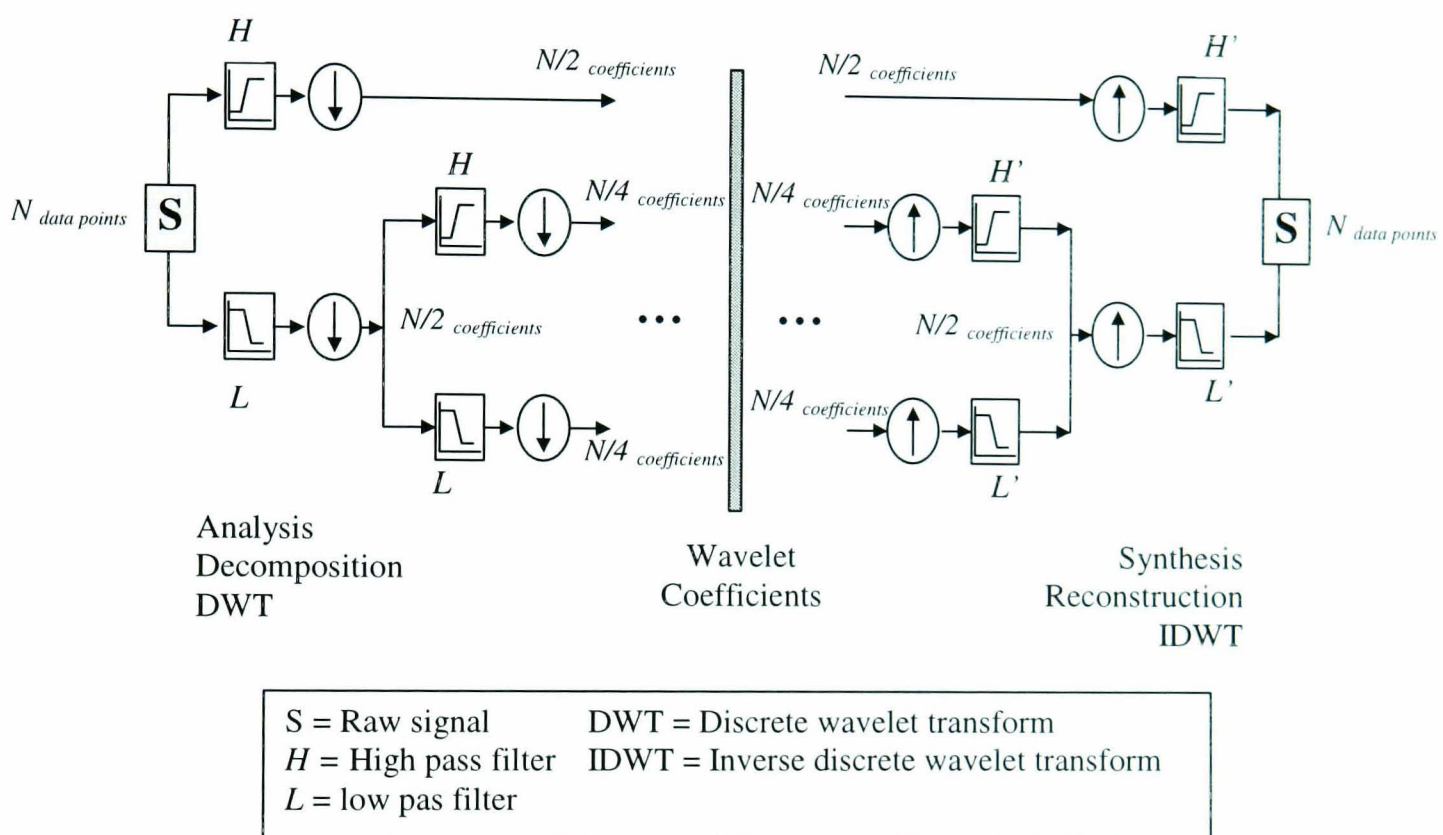 H
H'
N/2 coefficients
N/2 coefficients
H
H'
N/4 coefficients
N/4 coefficients
N data points
S
S
N data points
N/2 coefficients
...
...
N/2 coefficients
L
L'
N/4 coefficients
N/4 coefficients
L
L'
Analysis
Decomposition
DWT
Wavelet
Coefficients
Synthesis
Reconstruction
IDWT
S = Raw signal DWT = Discrete wavelet transform
H = High pass filter IDWT = Inverse discrete wavelet transform
L = low pas filter